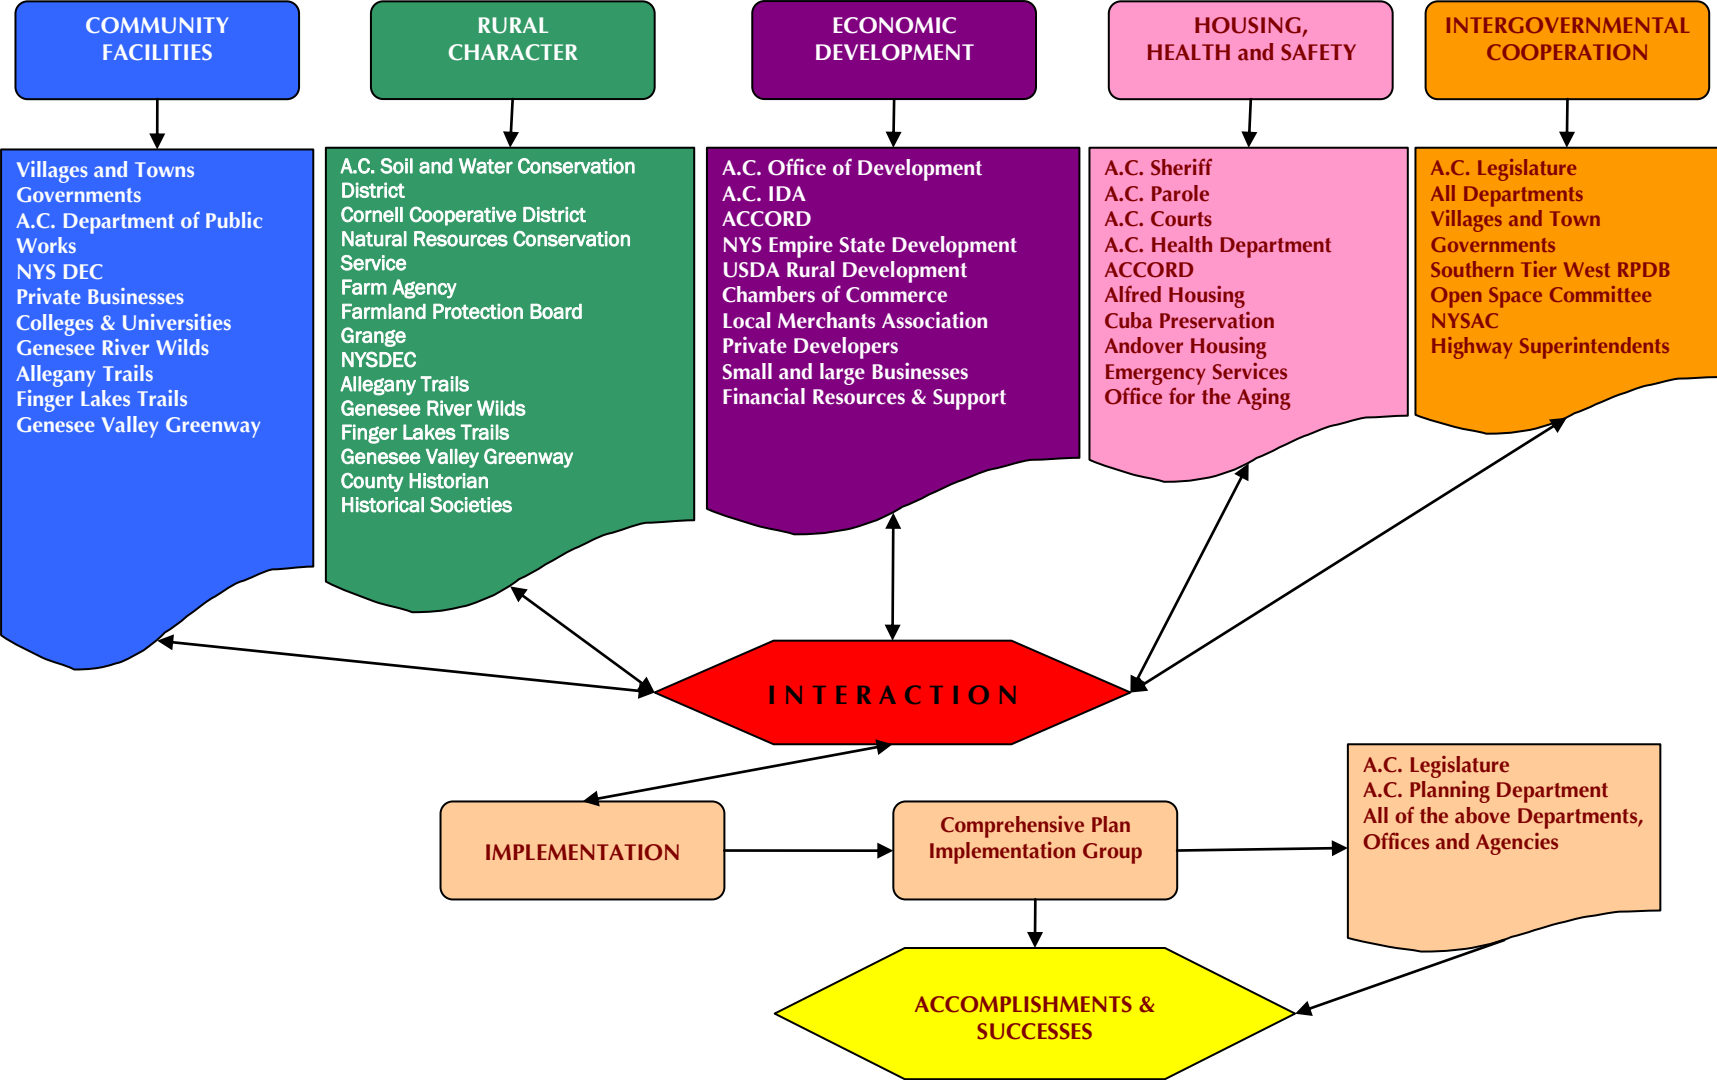 COMMUNITY
FACILITIES
RURAL
CHARACTER
ECONOMIC
DEVELOPMENT
HOUSING,
HEALTH and SAFETY
INTERGOVERNMENTAL
COOPERATION
Villages and Towns
Governments
A.C. Department of Public
Works
NYS DEC
Private Businesses
Colleges & Universities
Genesee River Wilds
Allegany Trails
Finger Lakes Trails
Genesee Valley Greenway
A.C. Soil and Water Conservation
District
Cornell Cooperative District
Natural Resources Conservation
Service
Farm Agency
Farmland Protection Board
Grange
NYSDEC
Allegany Trails
Genesee River Wilds
Finger Lakes Trails
Genesee Valley Greenway
County Historian
Historical Societies
A.C. Office of Development
A.C. IDA
ACCORD
NYS Empire State Development
USDA Rural Development
Chambers of Commerce
Local Merchants Association
Private Developers
Small and large Businesses
Financial Resources & Support
A.C. Sheriff
A.C. Parole
A.C. Courts
A.C. Health Department
ACCORD
Alfred Housing
Cuba Preservation
Andover Housing
Emergency Services
Office for the Aging
A.C. Legislature
All Departments
Villages and Town
Governments
Southern Tier West RPDB
Open Space Committee
NYSAC
Highway Superintendents
I N T E R A C T I O N
IMPLEMENTATION
Comprehensive Plan
Implementation Group
A.C. Legislature
A.C. Planning Department
All of the above Departments,
Offices and Agencies
ACCOMPLISHMENTS &
SUCCESSES